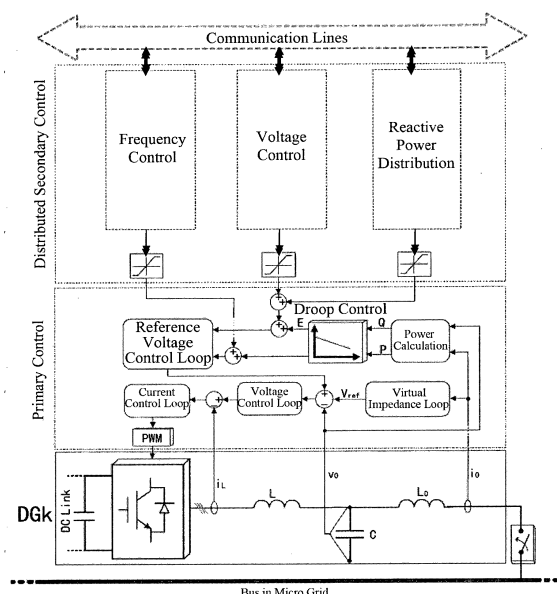 Communication Lines
Distributed Secondary Control
Frequency
Control
Voltage
Control
Reactive
Power
Distribution
Primary Control
Droop Control
Reference
Voltage
Control Loop
E
Q
P
Power
Calculation
Current
Control Loop
Voltage
Control Loop
Vref
Virtual
Impedance Loop
PWM
DGk
DC Link
iL
L
vo
C
Lo
io
Bus in Micro Grid